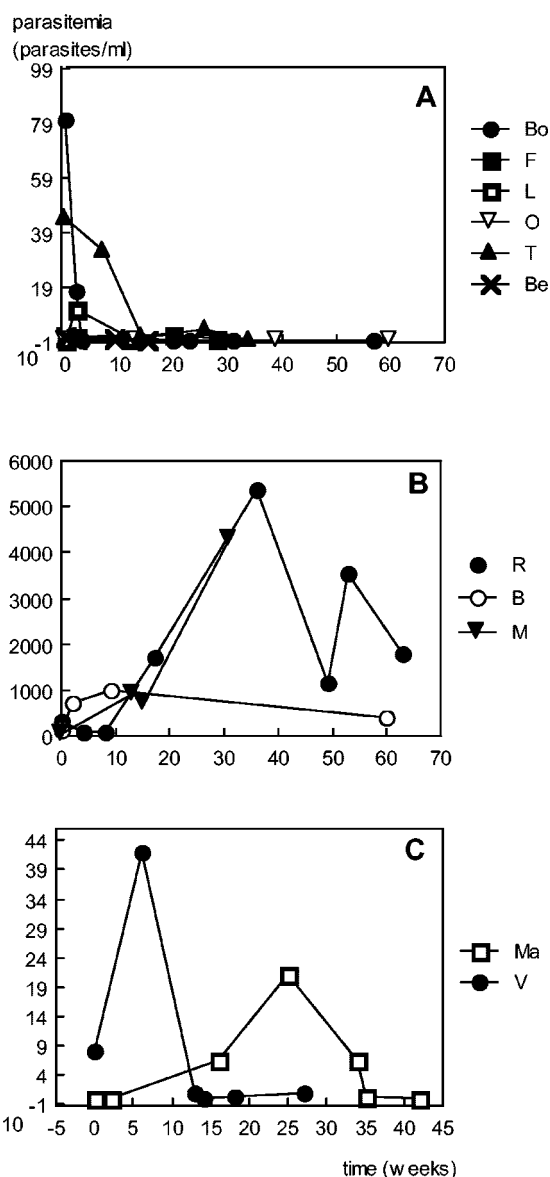 parasitemia
(parasites/ml)
99
79
59
39
19
10 -1
0 10 20 30 40 50 60 70
A
Bo
F
L
O
T
Be
6000
5000
4000
3000
2000
1000
0
0 10 20 30 40 50 60 70
B
R
B
M
44
39
34
29
24
19
14
9
4
-1
10
-5 0 5 10 15 20 25 30 35 40 45
C
Ma
V
time (weeks)